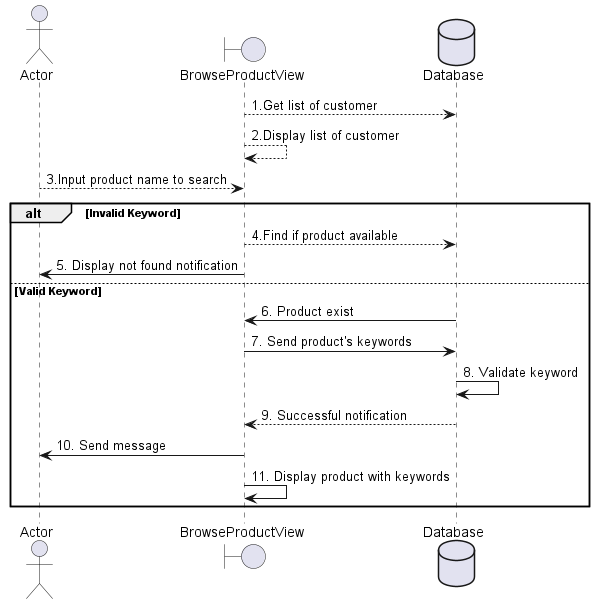 Actor
BrowseProductView
Database
1.Get list of customer
2.Display list of customer
3.Input product name to search
alt
[Invalid Keyword]
4.Find if product available
5. Display not found notification
[Valid Keyword]
6. Product exist
7. Send product's keywords
8. Validate keyword
9. Successful notification
10. Send message
11. Display product with keywords
Actor
BrowseProductView
Database